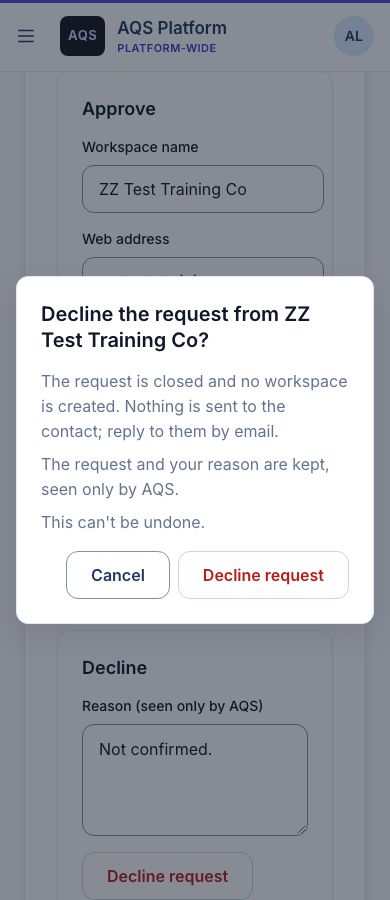 AQS
AQS Platform
PLATFORM-WIDE
AL
Approve
Workspace name
ZZ Test Training Co
Web address
Decline the request from ZZ
Test Training Co?
The request is closed and no workspace
is created. Nothing is sent to the
contact; reply to them by email.
The request and your reason are kept,
seen only by AQS.
This can't be undone.
Cancel
Decline request
Decline
Reason (seen only by AQS)
Not confirmed.
Decline request